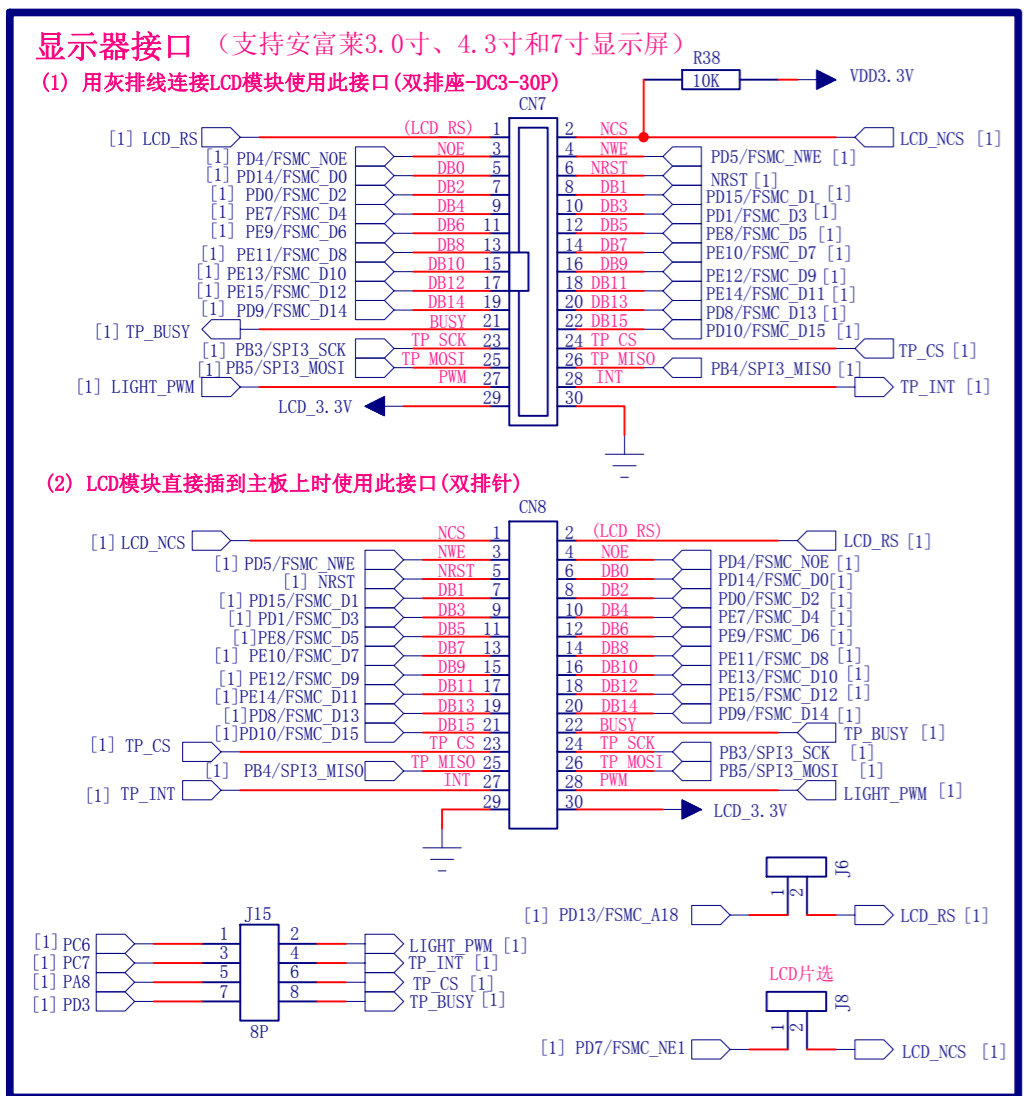 显示器接口 （支持安富莱3.0寸、4.3寸和7寸显示屏）
(1) 用灰排线连接LCD模块使用此接口(双排座-DC3-30P)
R38
10K
VDD3.3V
CN7
[1] LCD_RS (LCD_RS) 1 2 NCS LCD_NCS [1]
[1] PD4/FSMC_NOE NOE 3 4 NWE PD5/FSMC_NWE [1]
[1] PD14/FSMC_D0 DB0 5 6 NRST NRST [1]
[1] PD0/FSMC_D2 DB2 7 8 DB1 PD15/FSMC_D1 [1]
[1] PE7/FSMC_D4 DB4 9 10 DB3 PD1/FSMC_D3 [1]
[1] PE9/FSMC_D6 DB6 11 12 DB5 PE8/FSMC_D5 [1]
[1] PE11/FSMC_D8 DB8 13 14 DB7 PE10/FSMC_D7 [1]
[1] PE13/FSMC_D10 DB10 15 16 DB9 PE12/FSMC_D9 [1]
[1] PE15/FSMC_D12 DB12 17 18 DB11 PE14/FSMC_D11 [1]
[1] PD9/FSMC_D14 DB14 19 20 DB13 PD8/FSMC_D13 [1]
[1] TP_BUSY BUSY 21 22 DB15 PD10/FSMC_D15 [1]
[1] PB3/SPI3_SCK TP_SCK 23 24 TP_CS TP_CS [1]
[1] PB5/SPI3_MOSI TP_MOSI 25 26 TP_MISO PB4/SPI3_MISO [1]
[1] LIGHT_PWM PWM 27 28 INT TP_INT [1]
LCD_3.3V 29 30
(2) LCD模块直接插到主板上时使用此接口(双排针)
CN8
[1] LCD_NCS NCS 1 2 (LCD_RS) LCD_RS [1]
[1] PD5/FSMC_NWE NWE 3 4 NOE PD4/FSMC_NOE [1]
[1] NRST NRST 5 6 DB0 PD14/FSMC_D0[1]
[1] PD15/FSMC_D1 DB1 7 8 DB2 PD0/FSMC_D2 [1]
[1] PD1/FSMC_D3 DB3 9 10 DB4 PE7/FSMC_D4 [1]
[1]PE8/FSMC_D5 DB5 11 12 DB6 PE9/FSMC_D6 [1]
[1] PE10/FSMC_D7 DB7 13 14 DB8 PE11/FSMC_D8 [1]
[1] PE12/FSMC_D9 DB9 15 16 DB10 PE13/FSMC_D10 [1]
[1]PE14/FSMC_D11 DB11 17 18 DB12 PE15/FSMC_D12 [1]
[1]PD8/FSMC_D13 DB13 19 20 DB14 PD9/FSMC_D14 [1]
[1]PD10/FSMC_D15 DB15 21 22 BUSY TP_BUSY [1]
[1] TP_CS TP_CS 23 24 TP_SCK PB3/SPI3_SCK [1]
[1] PB4/SPI3_MISO TP_MISO 25 26 TP_MOSI PB5/SPI3_MOSI [1]
[1] TP_INT INT 27 28 PWM LIGHT_PWM [1]
29 30 LCD_3.3V
J6
1 2
[1] PD13/FSMC_A18 LCD_RS [1]
J15
[1] PC6 1 2 LIGHT_PWM [1]
[1] PC7 3 4 TP_INT [1]
[1] PA8 5 6 TP_CS [1]
[1] PD3 7 8 TP_BUSY [1]
8P
LCD片选
J8
1 2
[1] PD7/FSMC_NE1 LCD_NCS [1]